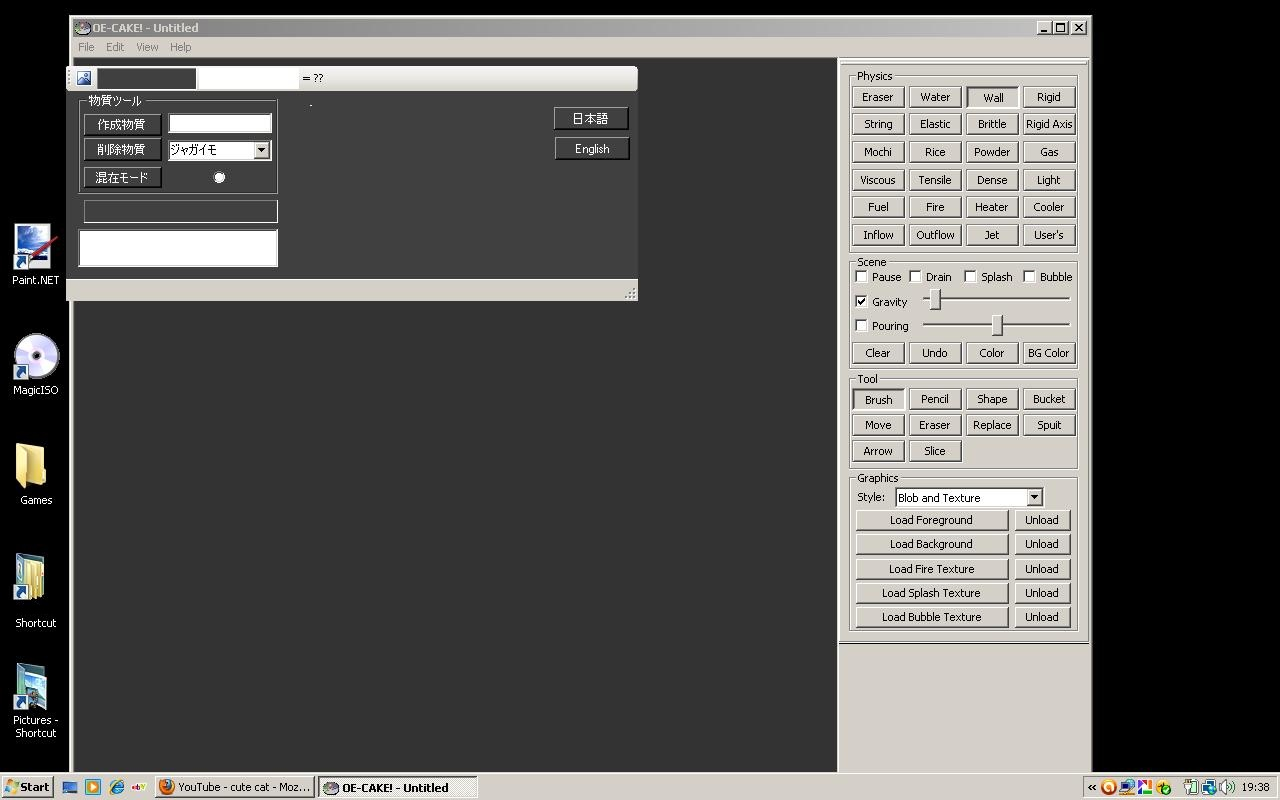 OE-CAKE! - Untitled
File Edit View Help
= ??
物質ツール
作成物質
削除物質 ジャガイモ
混在モード
日本語
English
Physics
Eraser Water Wall Rigid
String Elastic Brittle Rigid Axis
Mochi Rice Powder Gas
Viscous Tensile Dense Light
Fuel Fire Heater Cooler
Inflow Outflow Jet User's
Scene
Pause Drain Splash Bubble
Gravity
Pouring
Clear Undo Color BG Color
Tool
Brush Pencil Shape Bucket
Move Eraser Replace Spuit
Arrow Slice
Graphics
Style: Blob and Texture
Load Foreground Unload
Load Background Unload
Load Fire Texture Unload
Load Splash Texture Unload
Load Bubble Texture Unload
Paint.NET
MagicISO
Games
Shortcut
Pictures -
Shortcut
Start YouTube - cute cat - Moz... OE-CAKE! - Untitled « 19:38